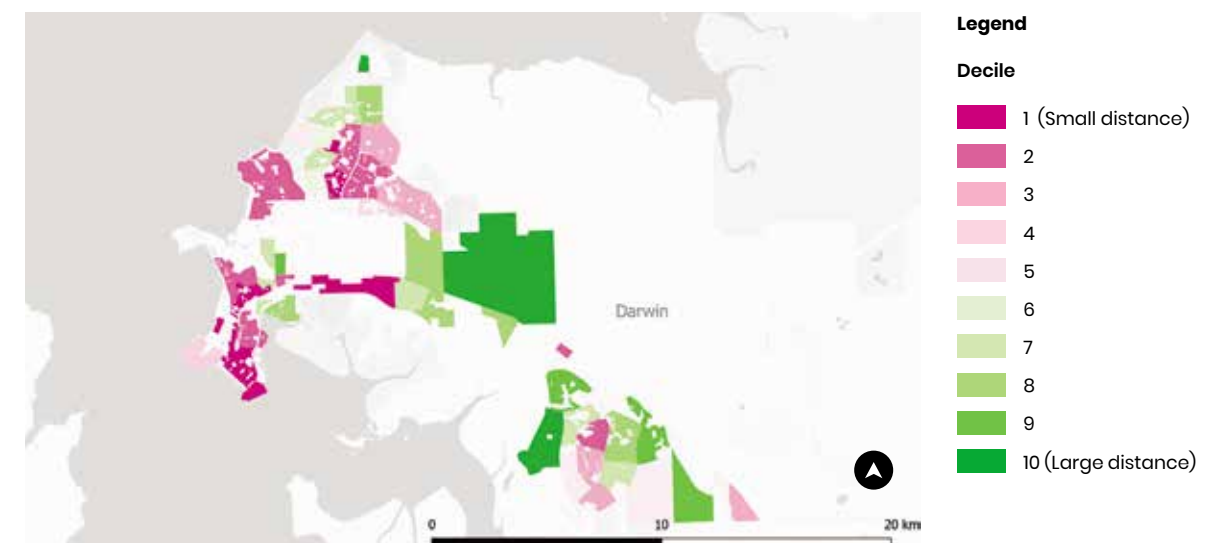 Legend
Decile
1 (Small distance)
2
3
4
5
6
7
8
9
10 (Large distance)
Darwin
0 10 20 km